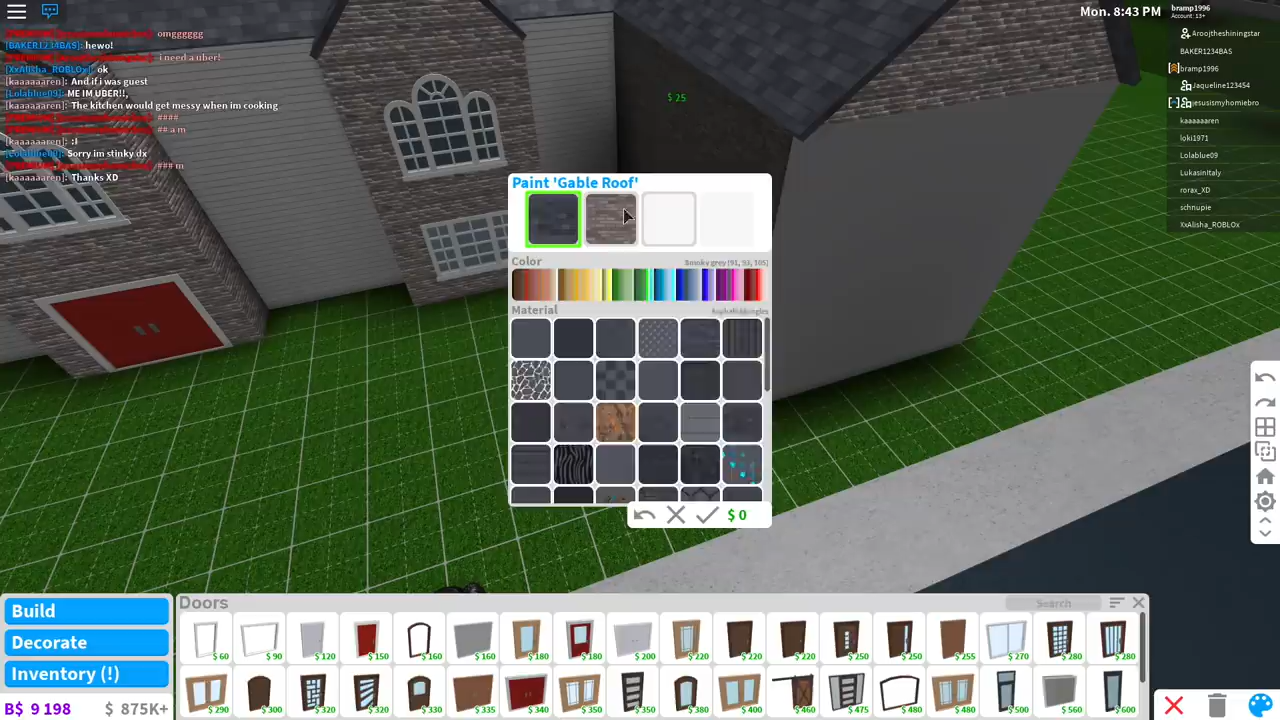 Mon. 8:43 PM
bramp1996
Account: 13+
omgggggg
[BAKER1234BAS]: hewo!
i need a uber!
[XxAlisha_ROBLOx]: ok
[kaaaaaaren]: And if i was guest
[Lolablue09]: ME IM UBER!!,
[kaaaaaaren]: The kitchen would get messy when im cooking
####
## a m
[kaaaaaaren]: :I
[Lolablue09]: Sorry im stinky dx
### m
[kaaaaaaren]: Thanks XD
Aroojtheshiningstar
BAKER1234BAS
bramp1996
Jaqueline123454
jesusismyhomiebro
kaaaaaaren
loki1971
Lolablue09
Lukasinitaly
rorax_XD
schnupie
XxAlisha_ROBLOx
$ 25
Paint 'Gable Roof'
Color
Smoky grey [91, 93, 105]
Material
$ 0
Build
Decorate
Inventory (!)
B$ 9 198
$ 875K+
Doors
Search
$ 60 $ 90 $ 120 $ 150 $ 160 $ 160 $ 180 $ 180 $ 200 $ 220 $ 220 $ 220 $ 250 $ 250 $ 255 $ 270 $ 280 $ 280
$ 290 $ 300 $ 320 $ 320 $ 330 $ 335 $ 340 $ 350 $ 350 $ 380 $ 400 $ 460 $ 475 $ 480 $ 480 $ 500 $ 560 $ 600